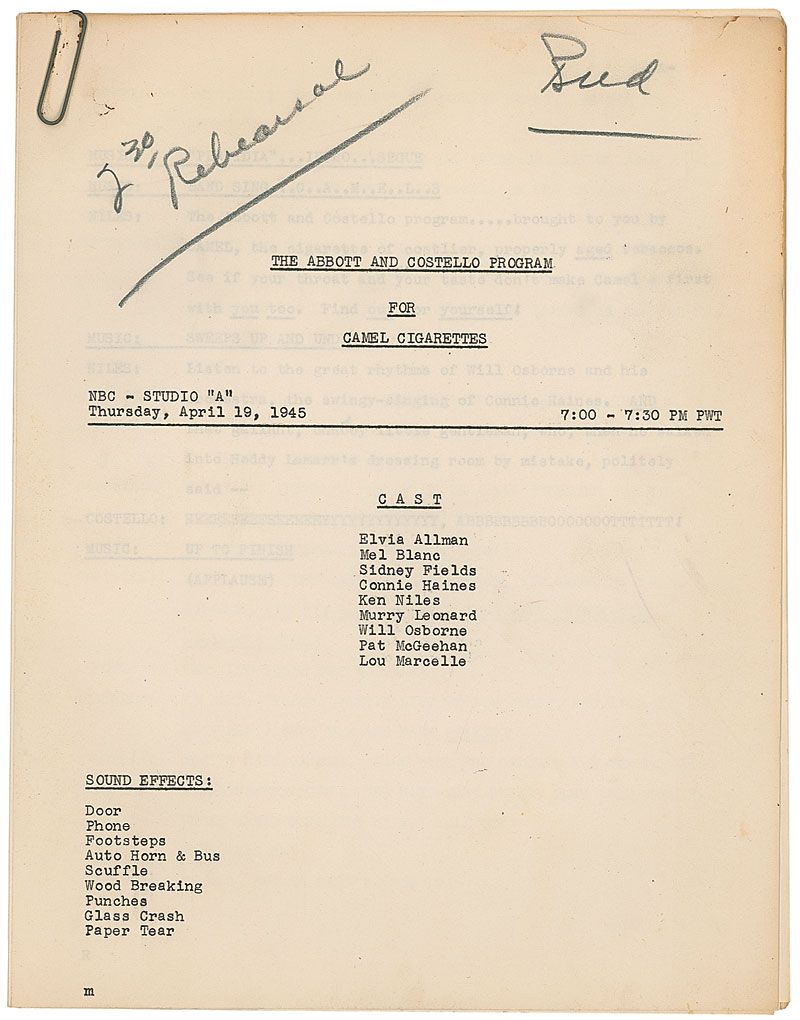 2 30, Rehearsal
Bud
THE ABBOTT AND COSTELLO PROGRAM
FOR
CAMEL CIGARETTES
NBC - STUDIO "A"
Thursday, April 19, 1945 7:00 - 7:30 PM PWT
C A S T
Elvia Allman
Mel Blanc
Sidney Fields
Connie Haines
Ken Niles
Murry Leonard
Will Osborne
Pat McGeehan
Lou Marcelle
SOUND EFFECTS:
Door
Phone
Footsteps
Auto Horn & Bus
Scuffle
Wood Breaking
Punches
Glass Crash
Paper Tear
m